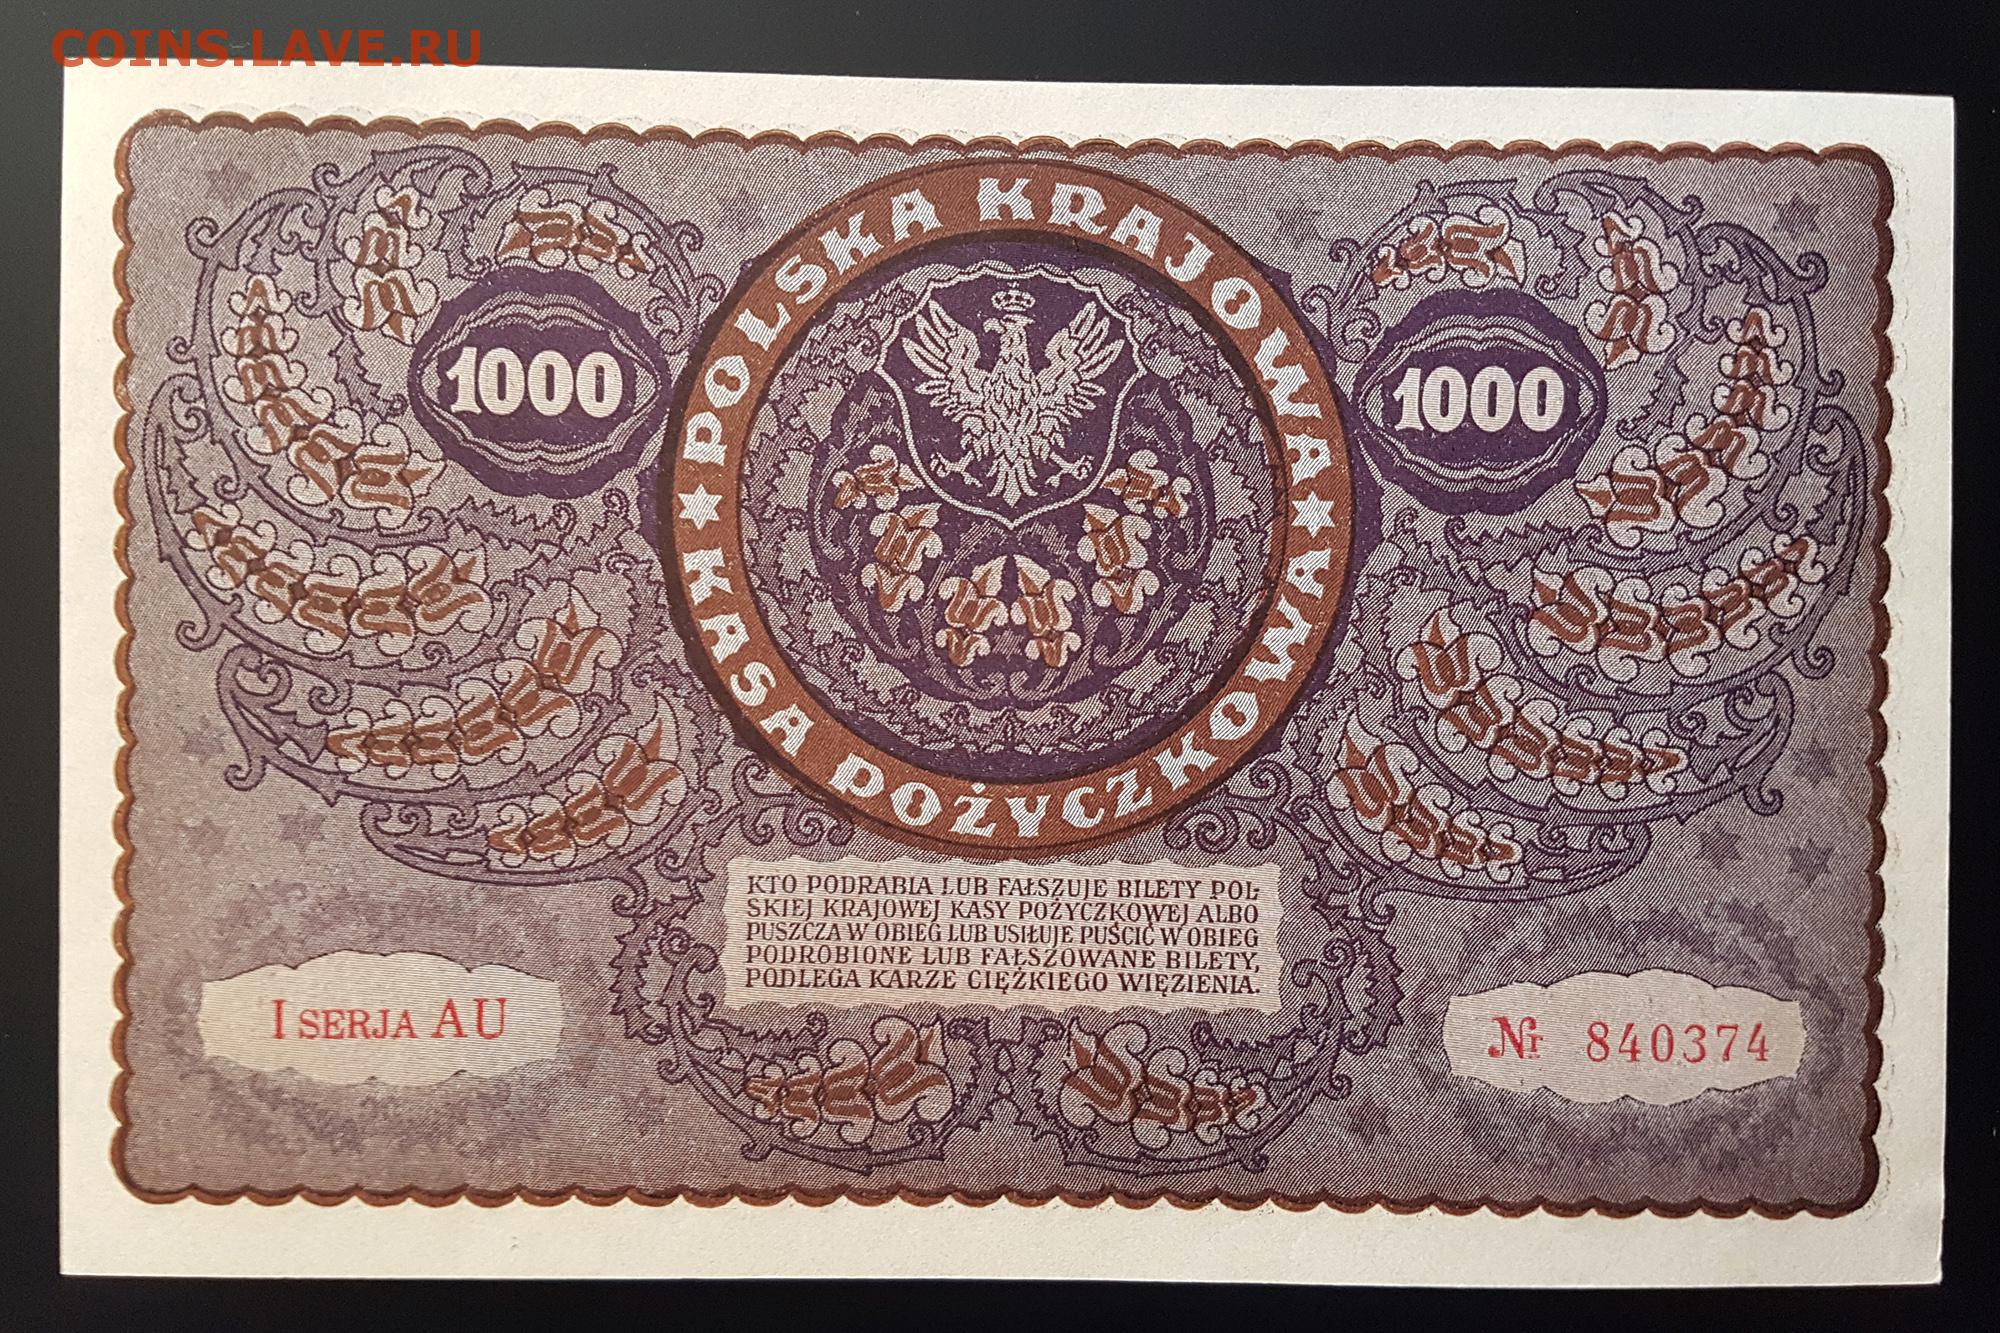 COINS.LAVE.RU
POLSKA KRAJOWA
KASA POŻYCZKOWA
1000
1000
KTO PODRABIA LUB FAŁSZUJE BILETY POL-
SKIEJ KRAJOWEJ KASY POŻYCZKOWEJ ALBO
PUSZCZA W OBIEG LUB USIŁUJE PUŚCIĆ W OBIEG
PODROBIONE LUB FAŁSZOWANE BILETY,
PODLEGA KARZE CIĘŻKIEGO WIĘZIENIA.
I SERJA AU
Nr 840374